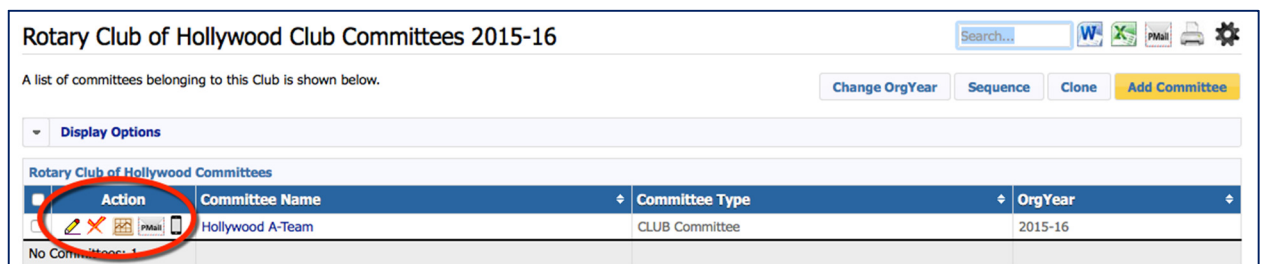 Rotary Club of Hollywood Club Committees 2015-16
Search...
PMail
A list of committees belonging to this Club is shown below.
Change OrgYear Sequence Clone Add Committee
Display Options
Rotary Club of Hollywood Committees
Action Committee Name Committee Type OrgYear
PMail Hollywood A-Team CLUB Committee 2015-16
No Committees: 1